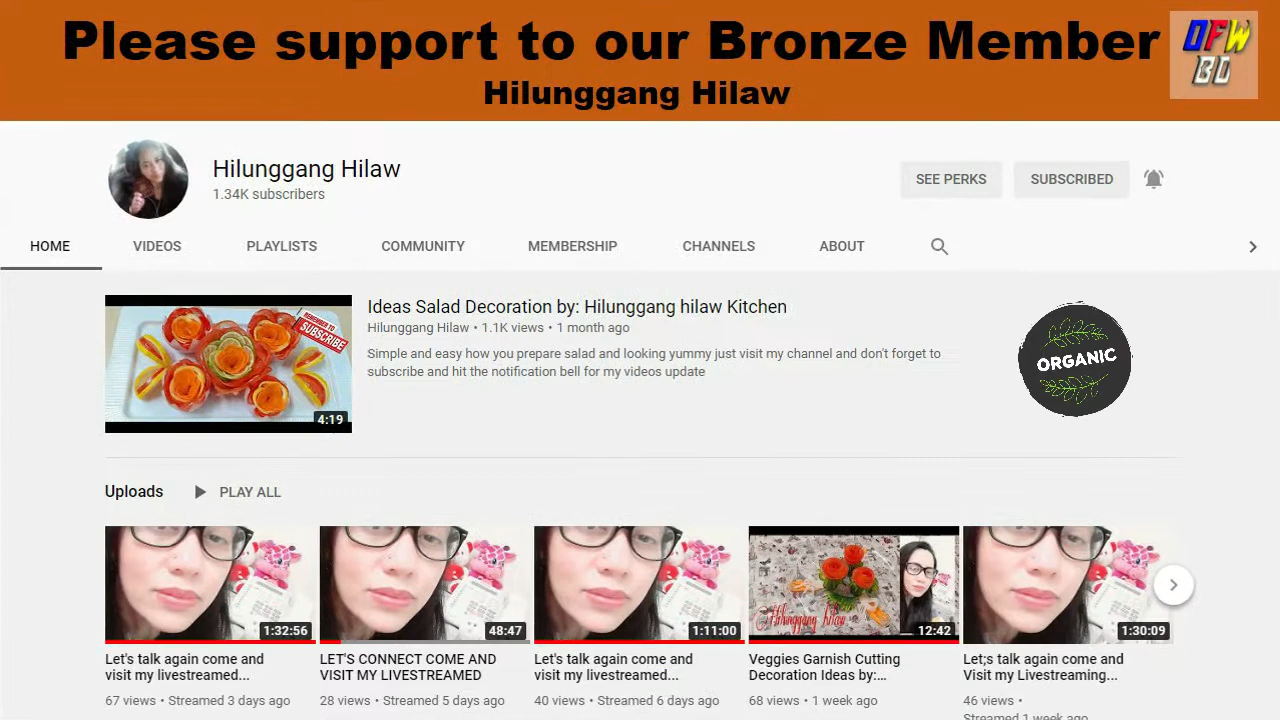 Please support to our Bronze Member
Hilunggang Hilaw
OFW
BD
Hilunggang Hilaw
1.34K subscribers
SEE PERKS
SUBSCRIBED
HOME
VIDEOS
PLAYLISTS
COMMUNITY
MEMBERSHIP
CHANNELS
ABOUT
REMEMBER TO
SUBSCRIBE
4:19
Ideas Salad Decoration by: Hilunggang hilaw Kitchen
Hilunggang Hilaw • 1.1K views • 1 month ago
Simple and easy how you prepare salad and looking yummy just visit my channel and don't forget to
subscribe and hit the notification bell for my videos update
ORGANIC
Uploads
PLAY ALL
1:32:56
Let's talk again come and
visit my livestreamed...
67 views • Streamed 3 days ago
48:47
LET'S CONNECT COME AND
VISIT MY LIVESTREAMED
28 views • Streamed 5 days ago
1:11:00
Let's talk again come and
visit my livestreamed...
40 views • Streamed 6 days ago
Hilunggang hilaw
12:42
Veggies Garnish Cutting
Decoration Ideas by:...
68 views • 1 week ago
1:30:09
Let;s talk again come and
Visit my Livestreaming...
46 views •
Streamed 1 week ago